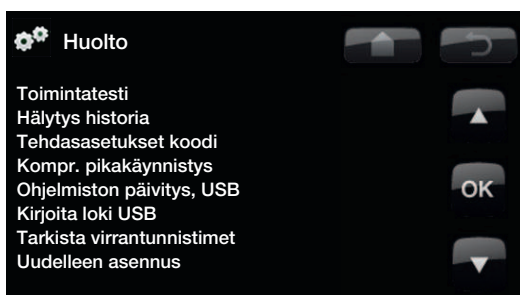 Huolto
Toimintatesti
Hälytys historia
Tehdasasetukset koodi
Kompr. pikakäynnistys
Ohjelmiston päivitys, USB
Kirjoita loki USB
Tarkista virrantunnistimet
Uudelleen asennus
OK